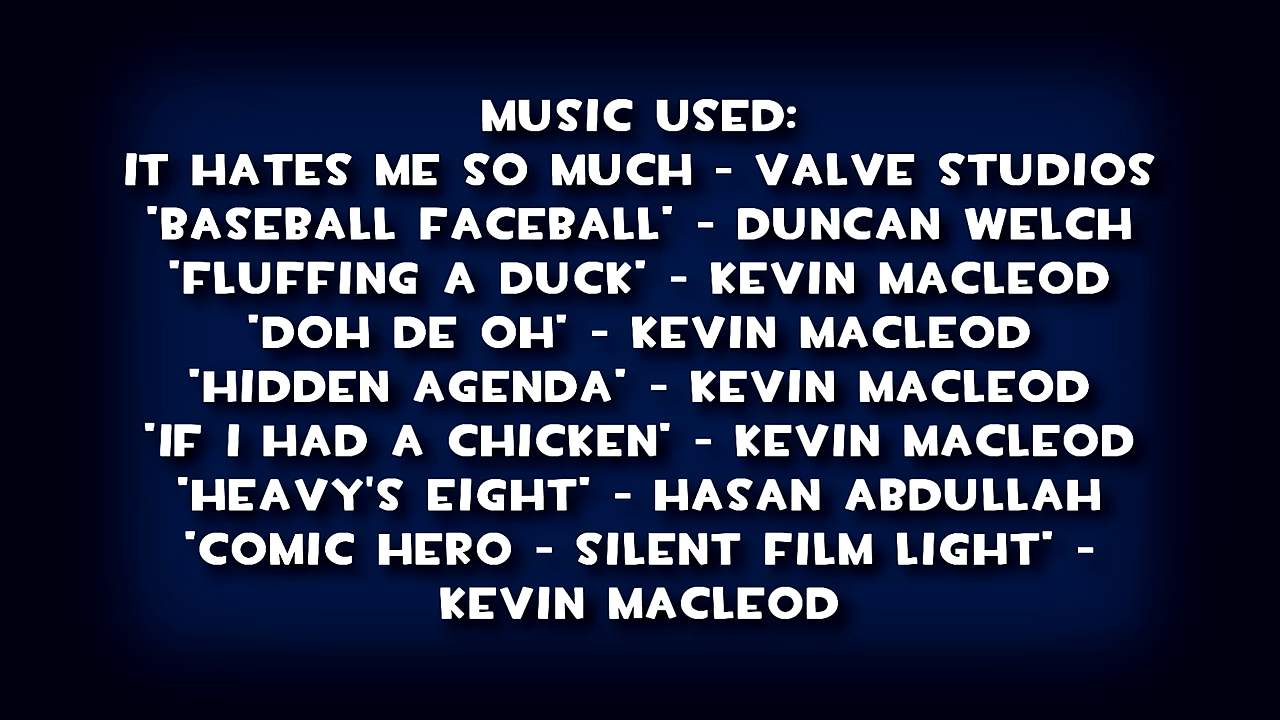 MUSIC USED:
IT HATES ME SO MUCH - VALVE STUDIOS
"BASEBALL FACEBALL" - DUNCAN WELCH
"FLUFFING A DUCK" - KEVIN MACLEOD
"DOH DE OH" - KEVIN MACLEOD
"HIDDEN AGENDA" - KEVIN MACLEOD
"IF I HAD A CHICKEN" - KEVIN MACLEOD
"HEAVY'S EIGHT" - HASAN ABDULLAH
"COMIC HERO - SILENT FILM LIGHT" -
KEVIN MACLEOD